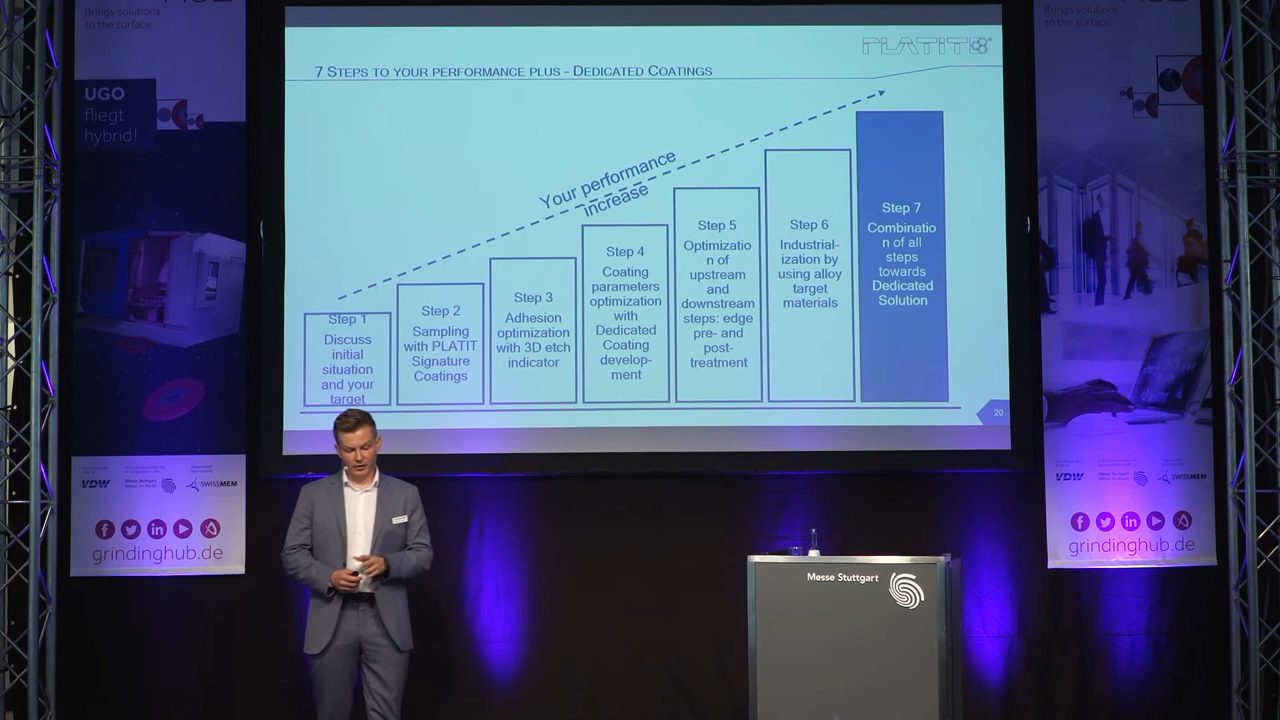 Brings solutions
to the surface.
UGO
fliegt
hybrid!
VDW
Messe Stuttgart
SWISSMEM
grindinghub.de
PLATIT
7 STEPS TO YOUR PERFORMANCE PLUS – DEDICATED COATINGS
Your performance
increase
Step 1
Discuss
initial
situation
and your
target
Step 2
Sampling
with PLATIT
Signature
Coatings
Step 3
Adhesion
optimization
with 3D etch
indicator
Step 4
Coating
parameters
optimization
with
Dedicated
Coating
develop-
ment
Step 5
Optimizatio
n of
upstream
and
downstream
steps: edge
pre- and
post-
treatment
Step 6
Industrial-
ization by
using alloy
target
materials
Step 7
Combinatio
n of all
steps
towards
Dedicated
Solution
20
Messe Stuttgart
Brings solutions
to the surface.
VDW
Messe Stuttgart
SWISSMEM
grindinghub.de